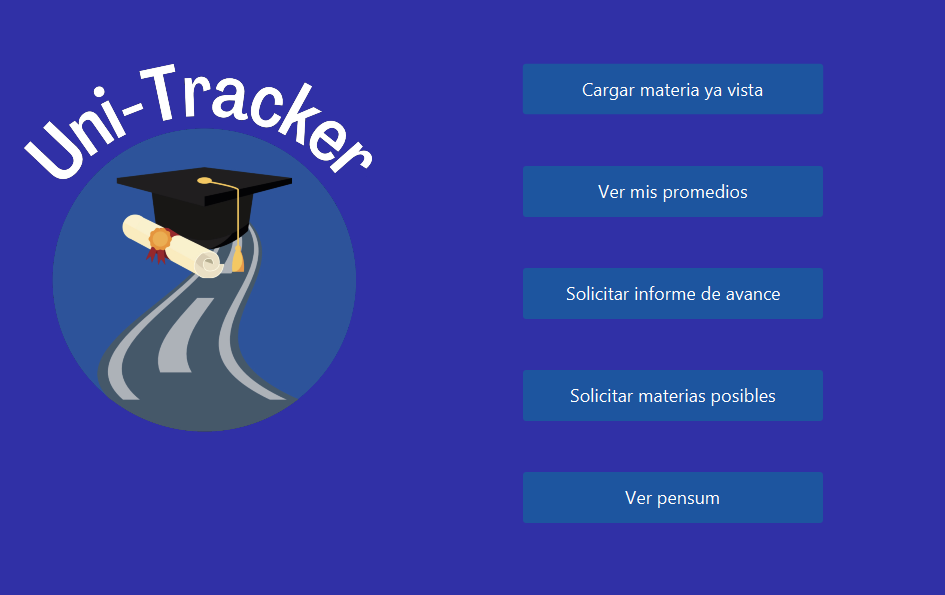 Uni-Tracker
Cargar materia ya vista
Ver mis promedios
Solicitar informe de avance
Solicitar materias posibles
Ver pensum